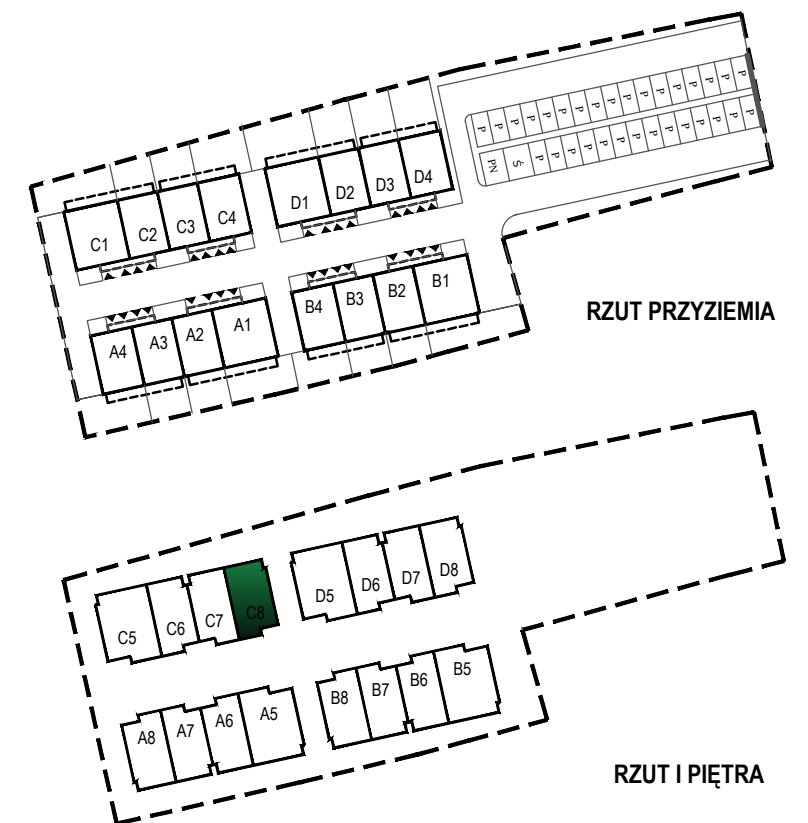 P P P P P P P P P P P P P P P P P
PN Ś P P P P P P P P P P P P P P
D1 D2 D3 D4
C1 C2 C3 C4
B4 B3 B2 B1
A4 A3 A2 A1
RZUT PRZYZIEMIA
D5 D6 D7 D8
C5 C6 C7 C8
B8 B7 B6 B5
A8 A7 A6 A5
RZUT I PIĘTRA